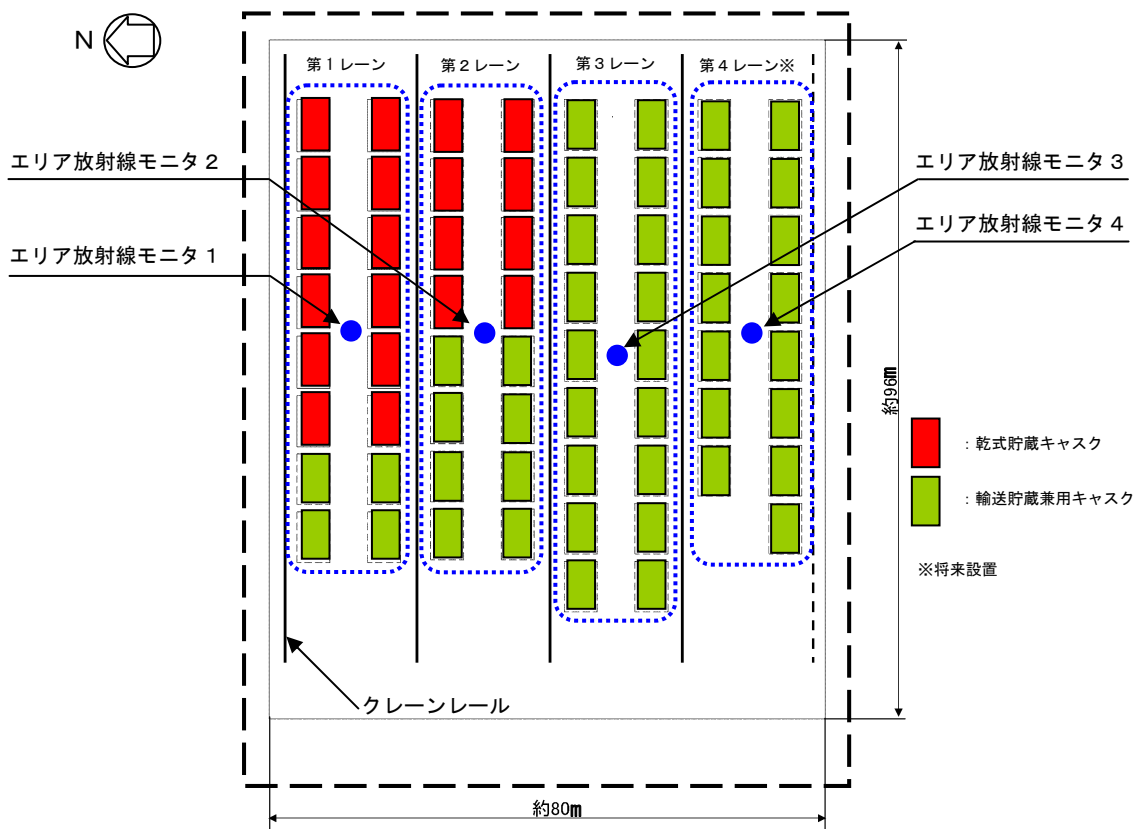 N
第1レーン
第2レーン
第3レーン
第4レーン※
エリア放射線モニタ2
エリア放射線モニタ3
エリア放射線モニタ1
エリア放射線モニタ4
約96m
:乾式貯蔵キャスク
:輸送貯蔵兼用キャスク
※将来設置
クレーンレール
約80m